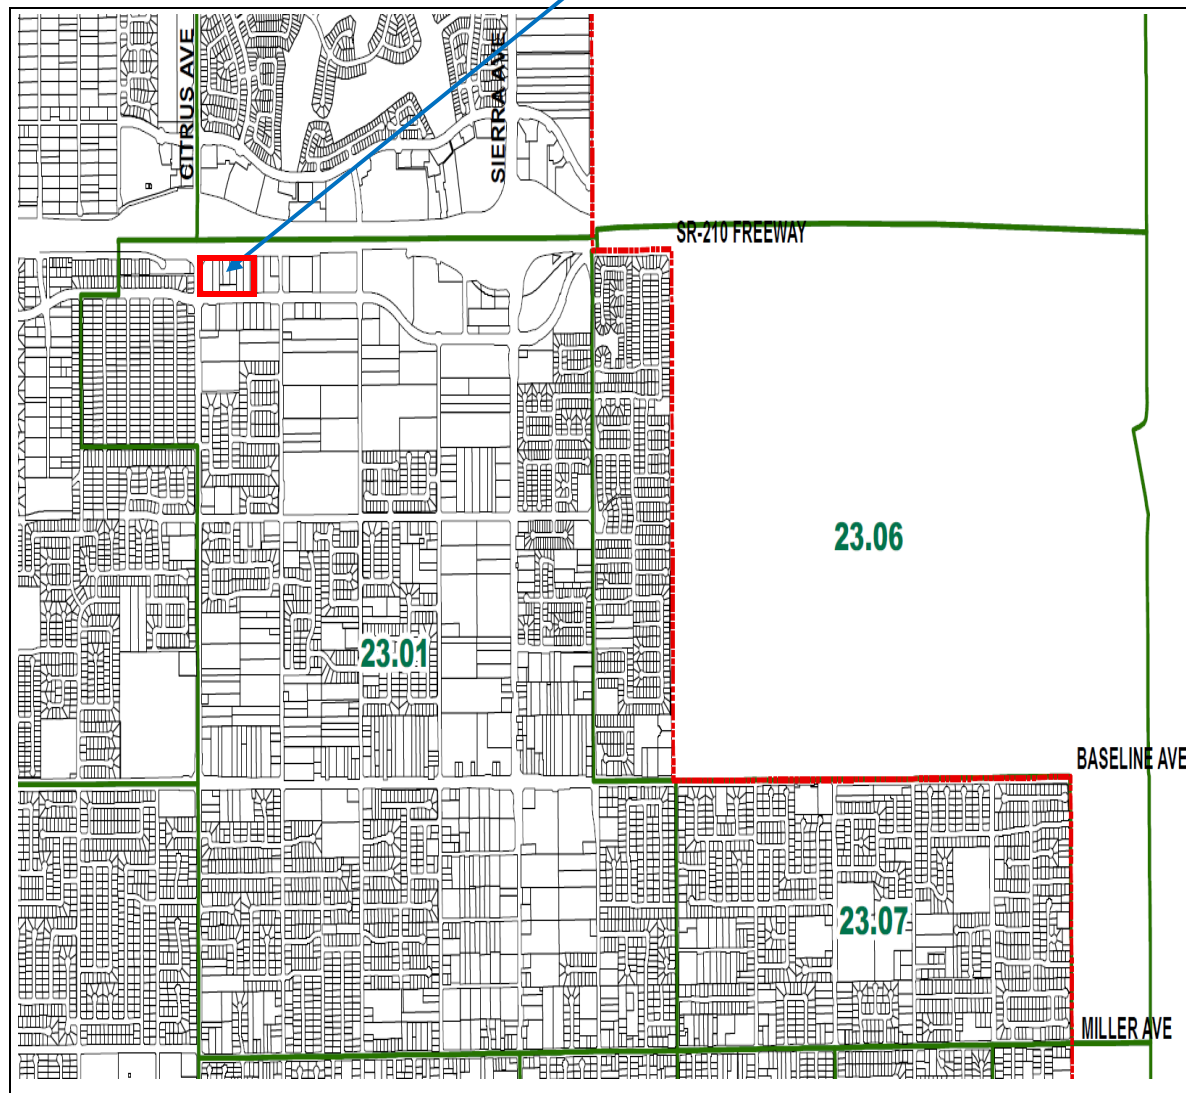 CITRUS AVE
SIERRA AVE
SR-210 FREEWAY
23.06
23.01
BASELINE AVE
23.07
MILLER AVE